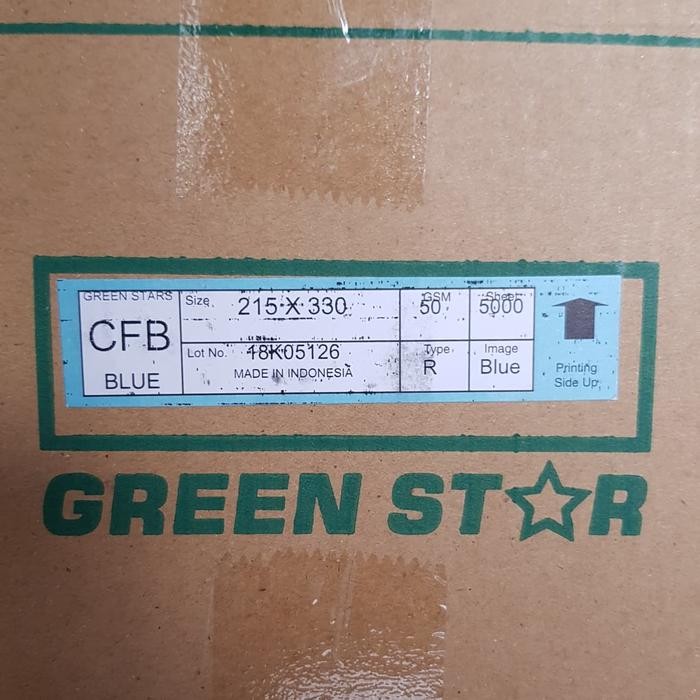 GREEN STARS
CFB
BLUE
Size
215 X 330
GSM
50
Sheet
5000
Lot No.
18K05126
MADE IN INDONESIA
Type
R
Image
Blue
Printing
Side Up
GREEN ST☆R